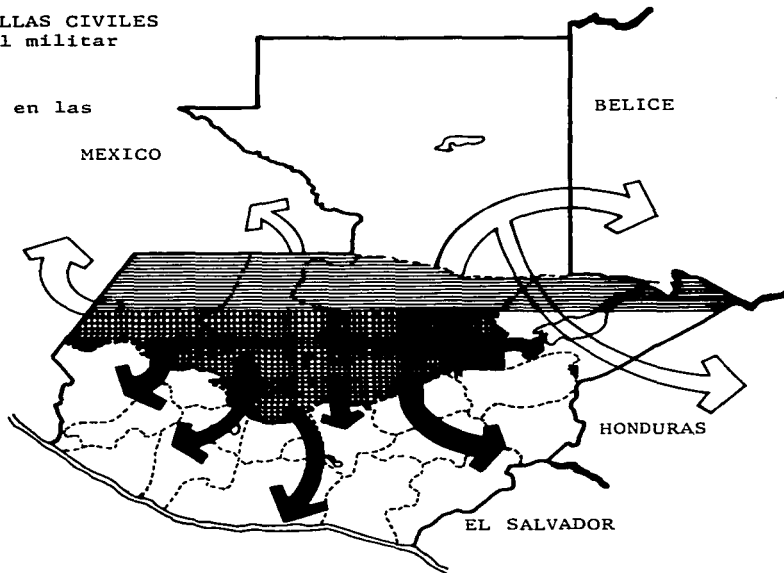 LLAS CIVILES
l militar
en las
BELICE
MEXICO
HONDURAS
EL SALVADOR